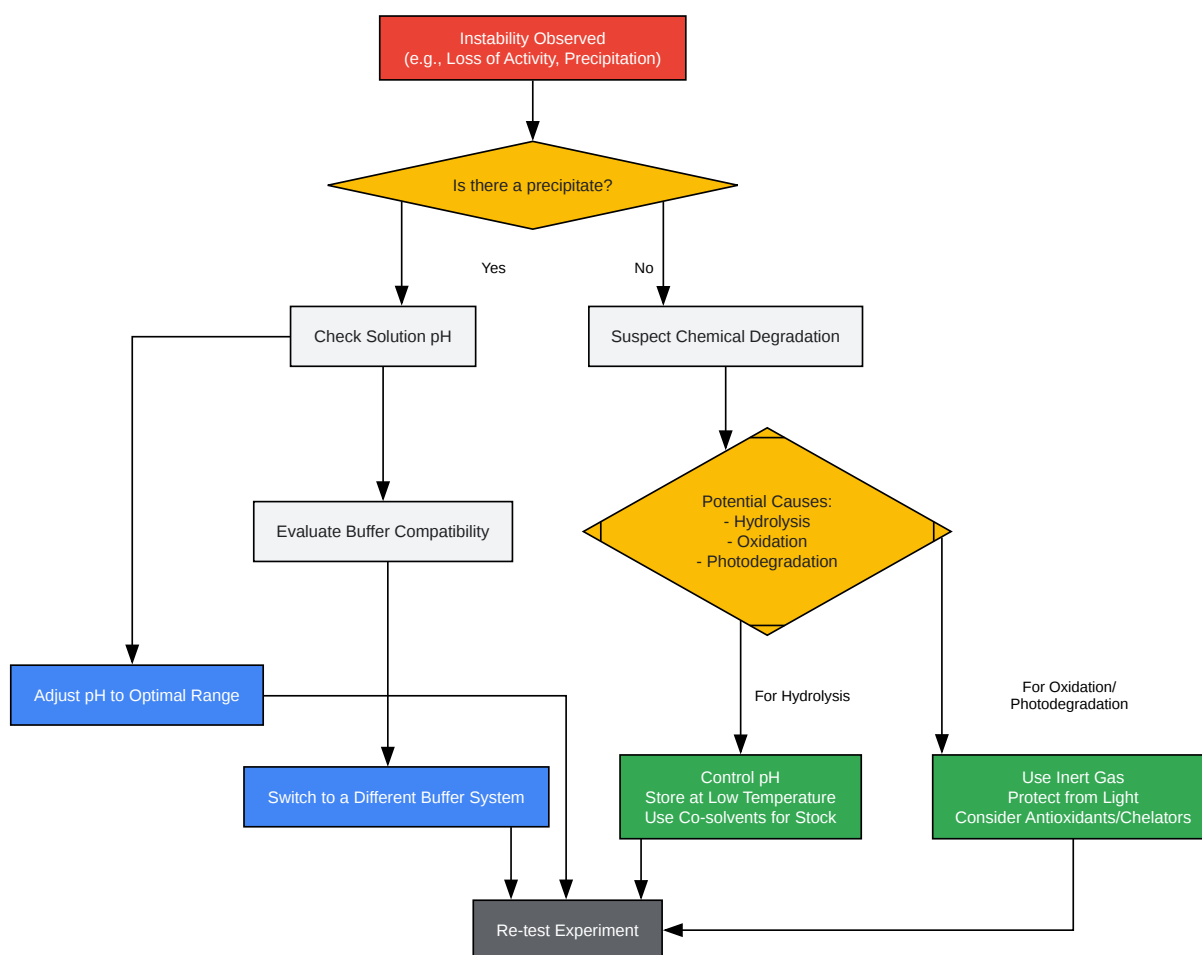 Instability Observed
(e.g., Loss of Activity, Precipitation)
Is there a precipitate?
Yes
No
Check Solution pH
Suspect Chemical Degradation
Evaluate Buffer Compatibility
Potential Causes:
- Hydrolysis
- Oxidation
- Photodegradation
Adjust pH to Optimal Range
For Hydrolysis
For Oxidation/
Photodegradation
Switch to a Different Buffer System
Control pH
Store at Low Temperature
Use Co-solvents for Stock
Use Inert Gas
Protect from Light
Consider Antioxidants/Chelators
Re-test Experiment